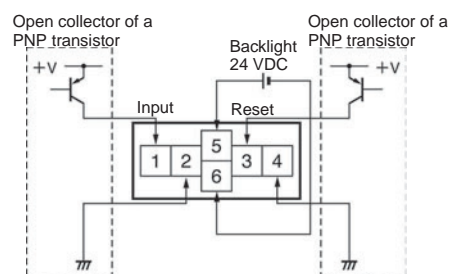 Open collector of a
PNP transistor
Open collector of a
PNP transistor
Backlight
24 VDC
+V
+V
Input
Reset
5
1 2 3 4
6